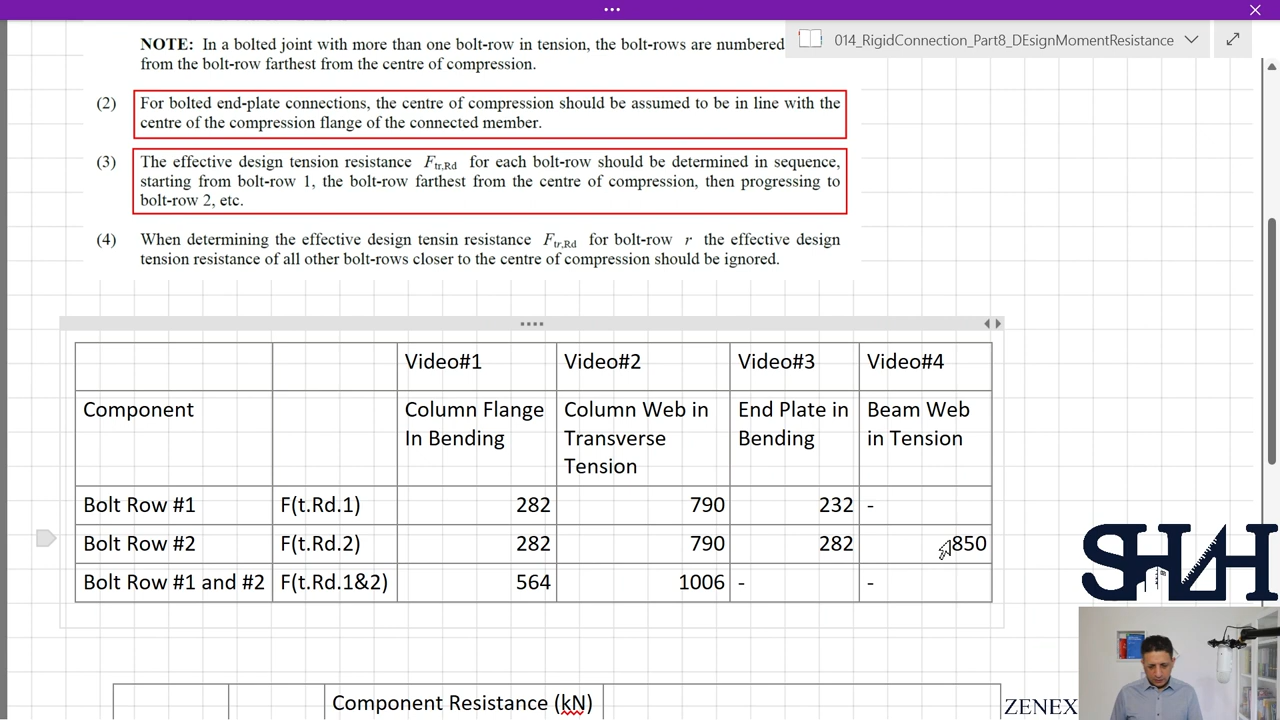 014_RigidConnection_Part8_DEsignMomentResistance
NOTE: In a bolted joint with more than one bolt-row in tension, the bolt-rows are numbered
from the bolt-row farthest from the centre of compression.
(2) For bolted end-plate connections, the centre of compression should be assumed to be in line with the
centre of the compression flange of the connected member.
(3) The effective design tension resistance Ftr,Rd for each bolt-row should be determined in sequence,
starting from bolt-row 1, the bolt-row farthest from the centre of compression, then progressing to
bolt-row 2, etc.
(4) When determining the effective design tensin resistance Ftr,Rd for bolt-row r the effective design
tension resistance of all other bolt-rows closer to the centre of compression should be ignored.
Video#1 Video#2 Video#3 Video#4
Component Column Flange Column Web in End Plate in Beam Web
In Bending Transverse Bending in Tension
Tension
Bolt Row #1 F(t.Rd.1) 282 790 232 -
Bolt Row #2 F(t.Rd.2) 282 790 282 850
Bolt Row #1 and #2 F(t.Rd.1&2) 564 1006 - -
Component Resistance (kN)
SHAH
ZENEX